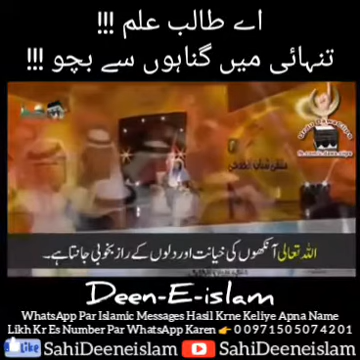 اے طالب علم !!!
تنہائی میں گناہوں سے بچو !!!
اللہ تعالیٰ آنکھوں کی خیانت اور دلوں کے راز بخوبی جانتا ہے۔
Deen-E-islam
WhatsApp Par Islamic Messages Hasil Krne Keliye Apna Name
Likh Kr Es Number Par WhatsApp Karen 👉 00971505074201
Like SahiDeeneislam SahiDeeneislam